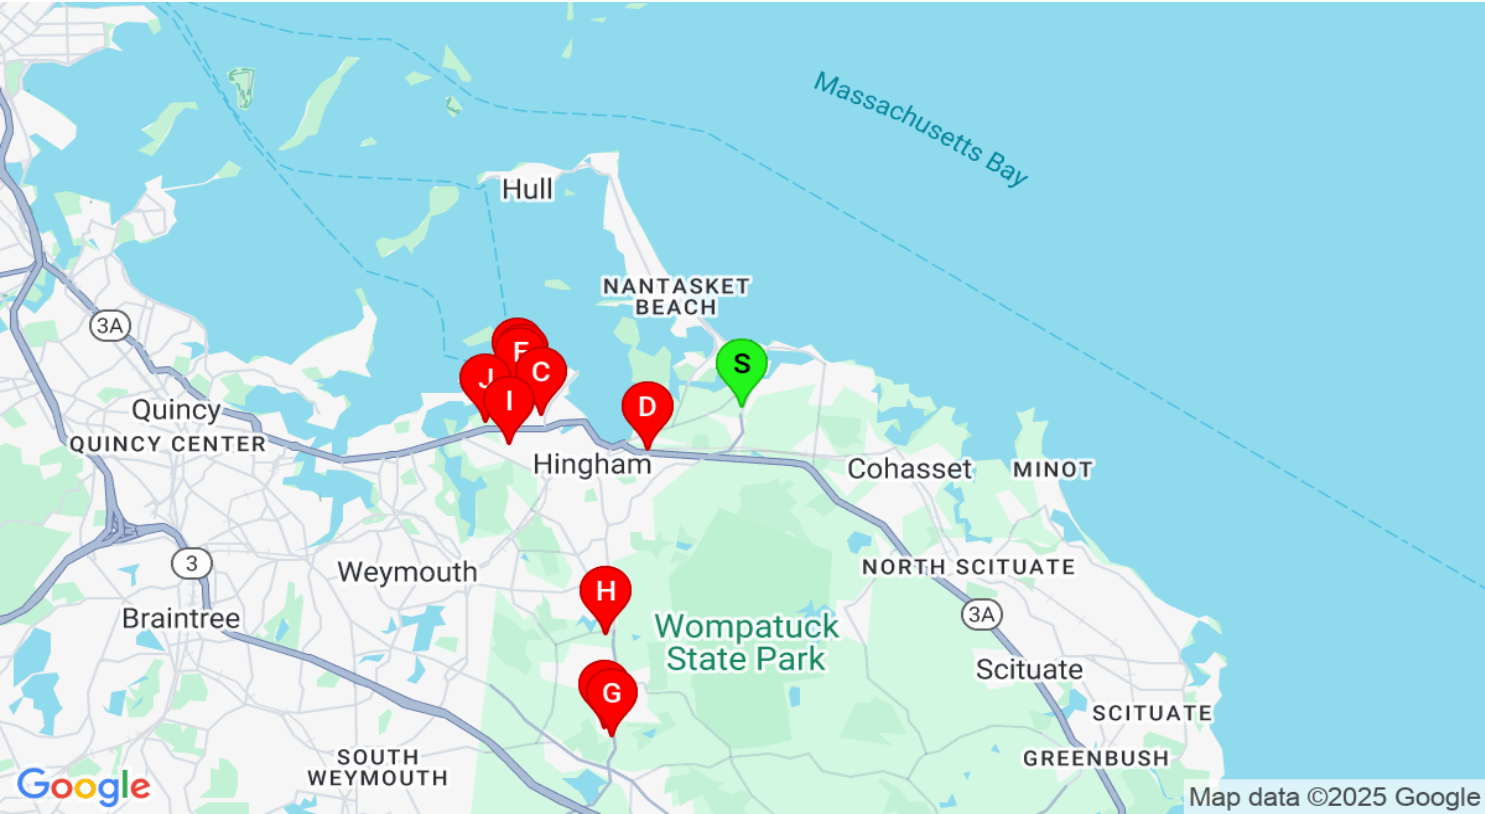 Massachusetts Bay
Hull
NANTASKET
BEACH
3A
S
F
C
J
I
D
Quincy
QUINCY CENTER
Hingham
Cohasset
MINOT
3
Weymouth
NORTH SCITUATE
H
Braintree
3A
Wompatuck
State Park
Scituate
G
SCITUATE
SOUTH
WEYMOUTH
GREENBUSH
Google
Map data ©2025 Google